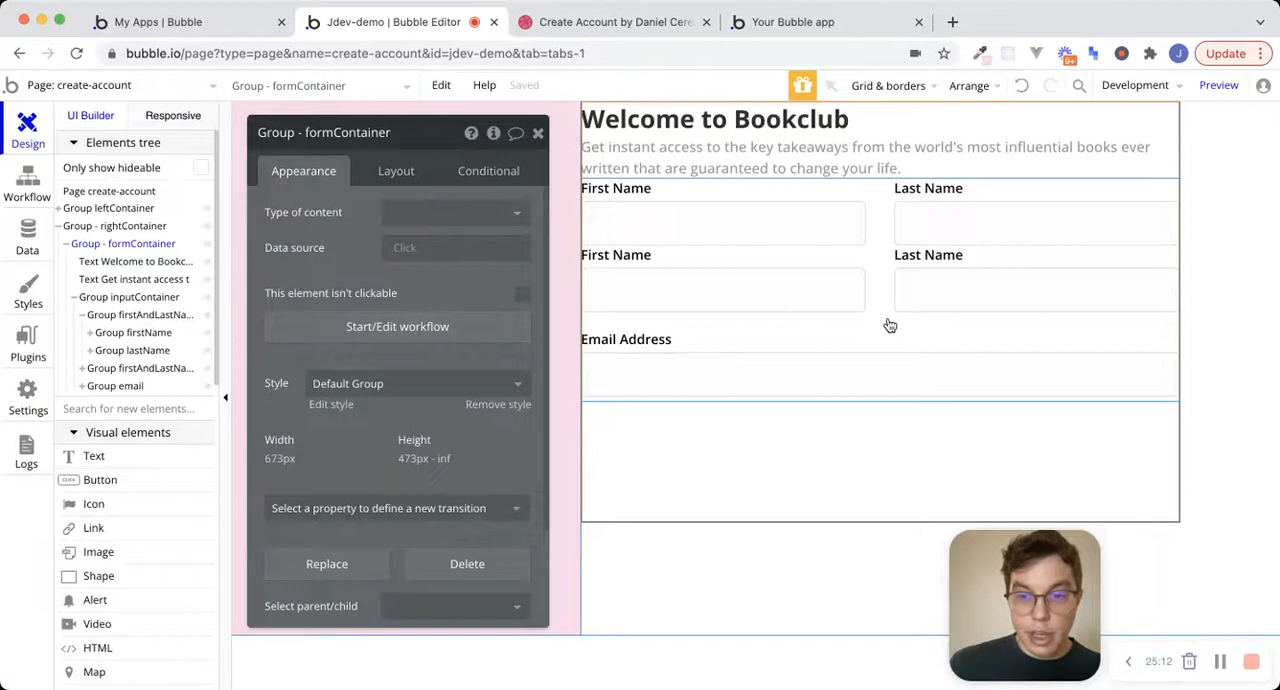 My Apps | Bubble
Jdev-demo | Bubble Editor
Create Account by Daniel Cere
Your Bubble app
bubble.io/page?type=page&name=create-account&id=jdev-demo&tab=tabs-1
9+
J
Update
Page: create-account
Group - formContainer
Edit
Help
Saved
Grid & borders
Arrange
Development
Preview
Design
Workflow
Data
Styles
Plugins
Settings
Logs
UI Builder
Responsive
Elements tree
Only show hideable
Page create-account
Group leftContainer
Group - rightContainer
Group - formContainer
Text Welcome to Bookc...
Text Get instant access t
Group inputContainer
Group firstAndLastNa...
Group firstName
Group lastName
Group firstAndLastNa...
Group email
Search for new elements...
Visual elements
Text
CLICK Button
Icon
Link
Image
Shape
Alert
Video
</> HTML
Map
Group - formContainer
Appearance
Layout
Conditional
Type of content
Data source
Click
This element isn't clickable
Start/Edit workflow
Style
Default Group
Edit style
Remove style
Width
Height
673px
473px - inf
Select a property to define a new transition
Replace
Delete
Select parent/child
Welcome to Bookclub
Get instant access to the key takeaways from the world's most influential books ever
written that are guaranteed to change your life.
First Name
Last Name
First Name
Last Name
Email Address
25:12